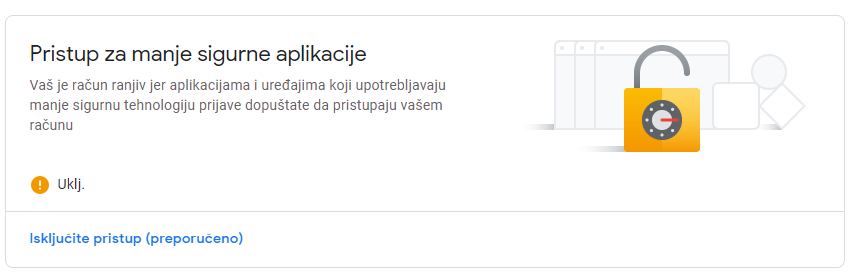 Pristup za manje sigurne aplikacije
Vaš je račun ranjiv jer aplikacijama i uređajima koji upotrebljavaju
manje sigurnu tehnologiju prijave dopuštate da pristupaju vašem
računu
Uklj.
Isključite pristup (preporučeno)